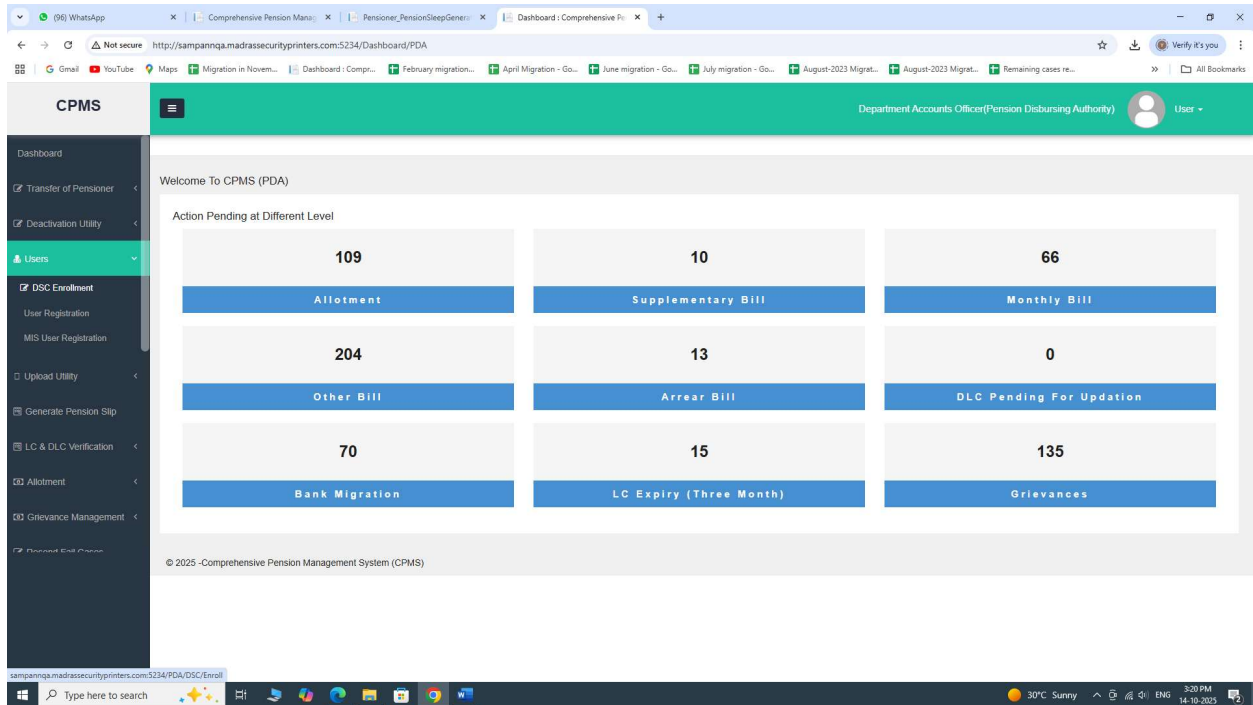 (96) WhatsApp
Comprehensive Pension Manag
Pensioner_PensionSleepGenera
Dashboard : Comprehensive Pe
Not secure http://sampannqa.madrassecurityprinters.com:5234/Dashboard/PDA
Verify it's you
Gmail YouTube Maps Migration in Novem... Dashboard : Compr... February migration... April Migration - Go... June migration - Go... July migration - Go... August-2023 Migrat... August-2023 Migrat... Remaining cases re... » All Bookmarks
CPMS
Department Accounts Officer(Pension Disbursing Authority)
User
Dashboard
Transfer of Pensioner
Deactivation Utility
Users
DSC Enrollment
User Registration
MIS User Registration
Upload Utility
Generate Pension Slip
LC & DLC Verification
Allotment
Grievance Management
Welcome To CPMS (PDA)
Action Pending at Different Level
109
Allotment
10
Supplementary Bill
66
Monthly Bill
204
Other Bill
13
Arrear Bill
0
DLC Pending For Updation
70
Bank Migration
15
LC Expiry (Three Month)
135
Grievances
© 2025 -Comprehensive Pension Management System (CPMS)
sampannqa.madrassecurityprinters.com:5234/PDA/DSC/Enroll
Type here to search
30°C Sunny
ENG
3:20 PM
14-10-2025
2